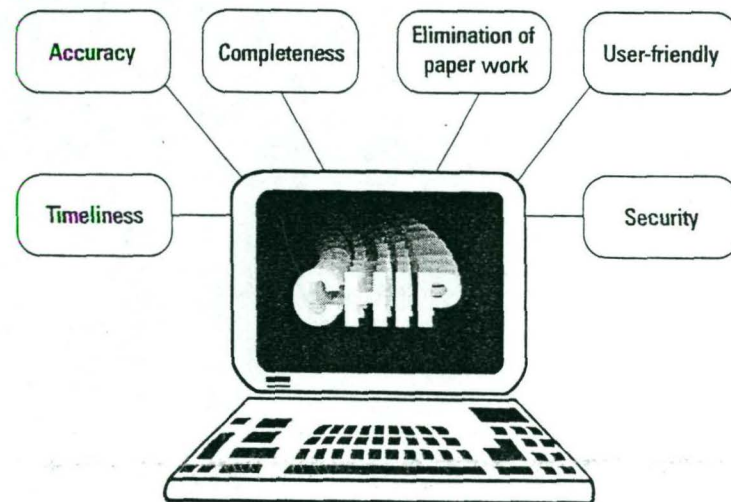 Accuracy
Completeness
Elimination of
paper work
User-friendly
Timeliness
Security
CHIP